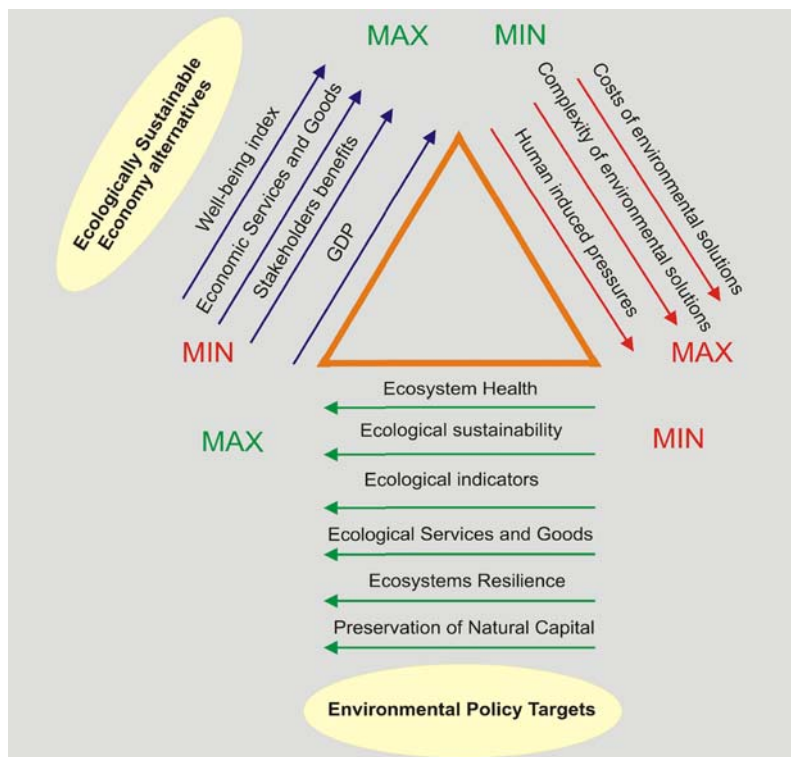 MAX
MIN
Ecologically Sustainable
Economy alternatives
Well-being index
Economic Services and Goods
Stakeholders benefits
GDP
Costs of environmental solutions
Complexity of environmental solutions
Human induced pressures
MIN
MAX
MAX
MIN
Ecosystem Health
Ecological sustainability
Ecological indicators
Ecological Services and Goods
Ecosystems Resilience
Preservation of Natural Capital
Environmental Policy Targets